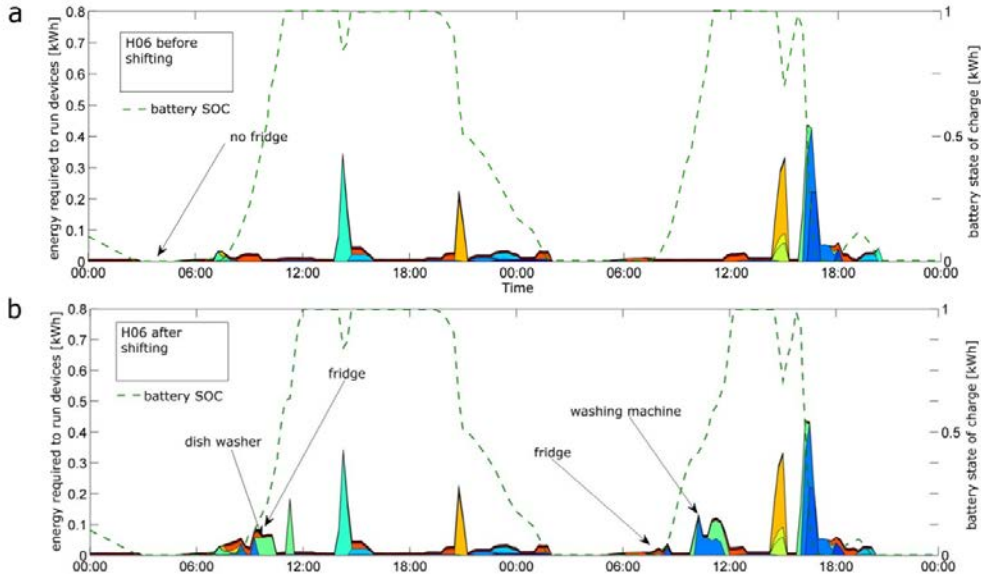 a
energy required to run devices [kWh]
0.8
0.7
0.6
0.5
0.4
0.3
0.2
0.1
0
H06 before
shifting
battery SOC
no fridge
1
0.5
0
battery state of charge [kWh]
00:00 06:00 12:00 18:00 00:00 06:00 12:00 18:00 00:00
Time
b
energy required to run devices [kWh]
0.8
0.7
0.6
0.5
0.4
0.3
0.2
0.1
0
H06 after
shifting
battery SOC
fridge
dish washer
washing machine
fridge
1
0.5
0
battery state of charge [kWh]
00:00 06:00 12:00 18:00 00:00 06:00 12:00 18:00 00:00